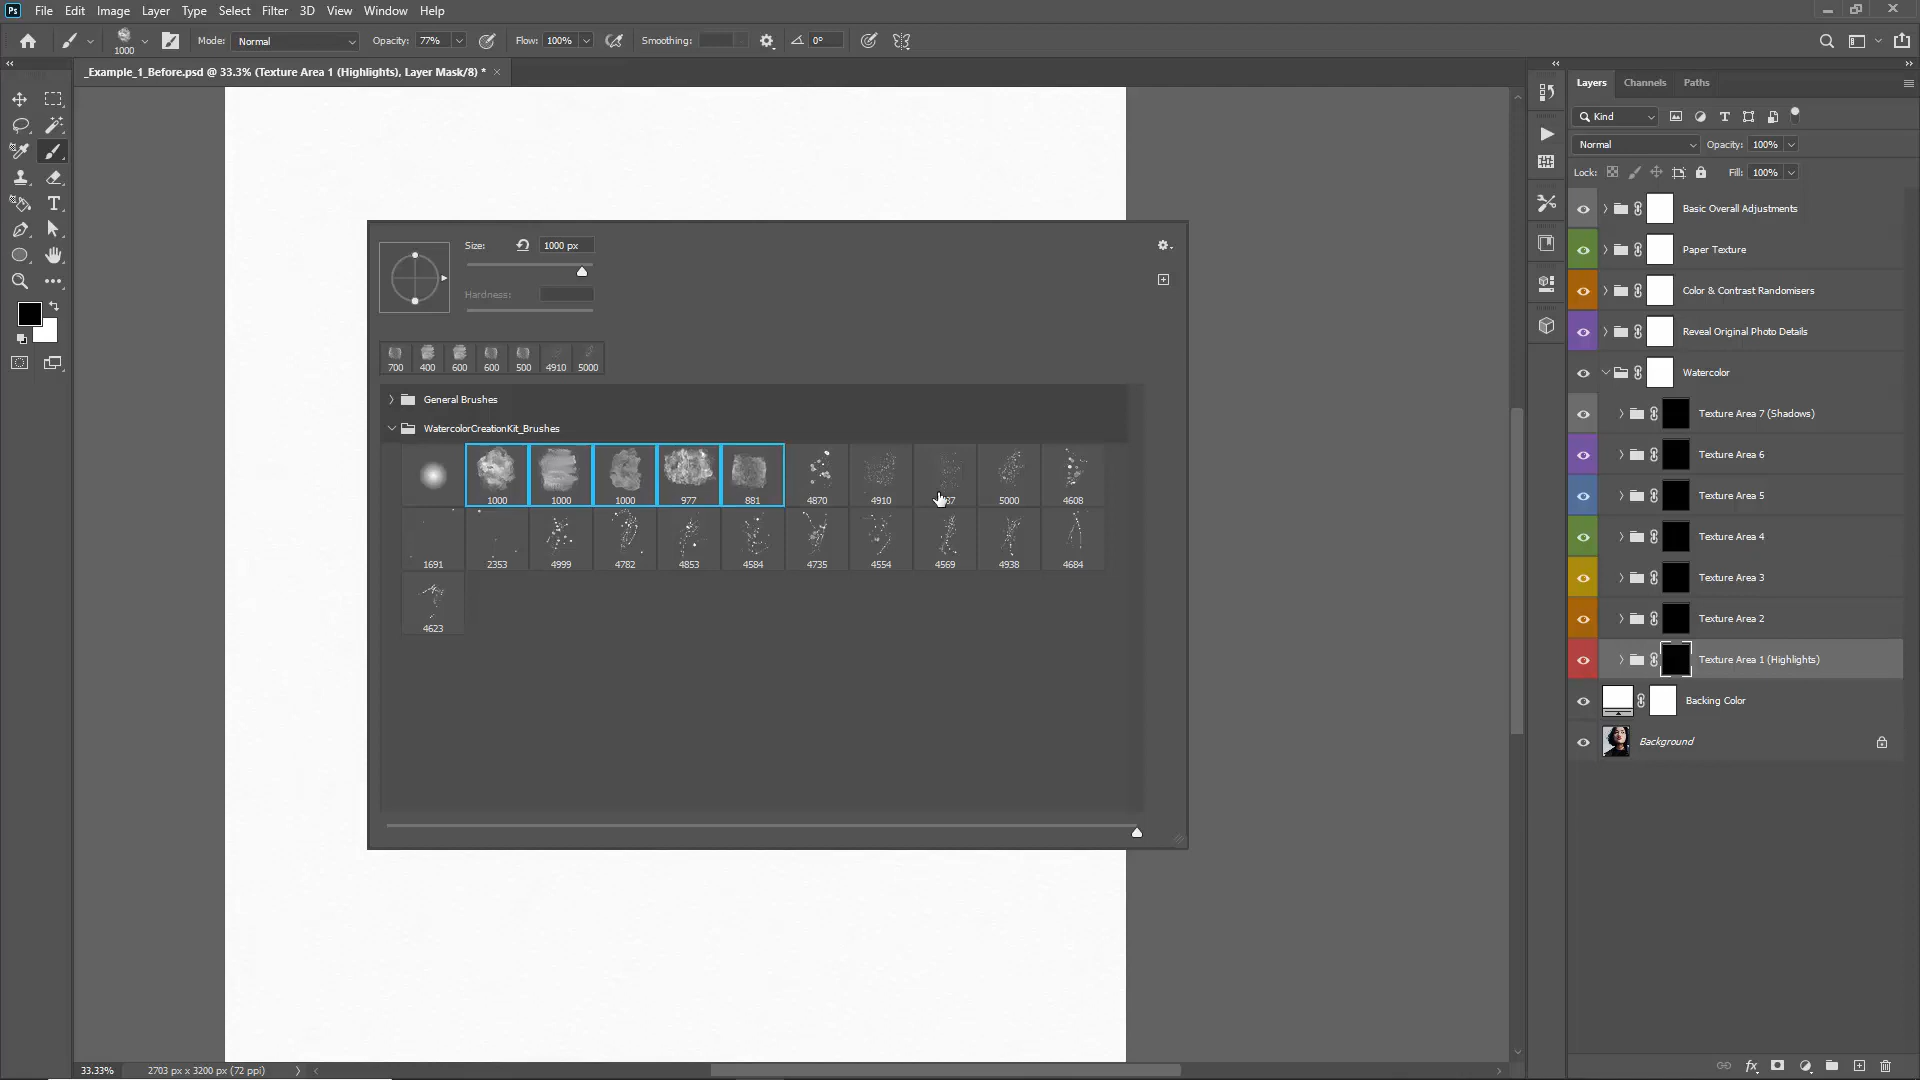 Ps File Edit Image Layer Type Select Filter 3D View Window Help
1000 Mode: Normal Opacity: 77% Flow: 100% Smoothing: 0°
_Example_1_Before.psd @ 33.3% (Texture Area 1 (Highlights), Layer Mask/8) * ×
Layers Channels Paths
Kind
Normal Opacity: 100%
Lock: Fill: 100%
Basic Overall Adjustments
Paper Texture
Color & Contrast Randomisers
Reveal Original Photo Details
Watercolor
Texture Area 7 (Shadows)
Texture Area 6
Texture Area 5
Texture Area 4
Texture Area 3
Texture Area 2
Texture Area 1 (Highlights)
Backing Color
Background
Size: 1000 px
Hardness:
700 400 600 600 500 4910 5000
General Brushes
WatercolorCreationKit_Brushes
1000 1000 1000 977 881 4870 4910 5000 4608
1691 2353 4999 4782 4853 4584 4735 4554 4569 4938 4684
4623
33.33% 2703 px x 3200 px (72 ppi)